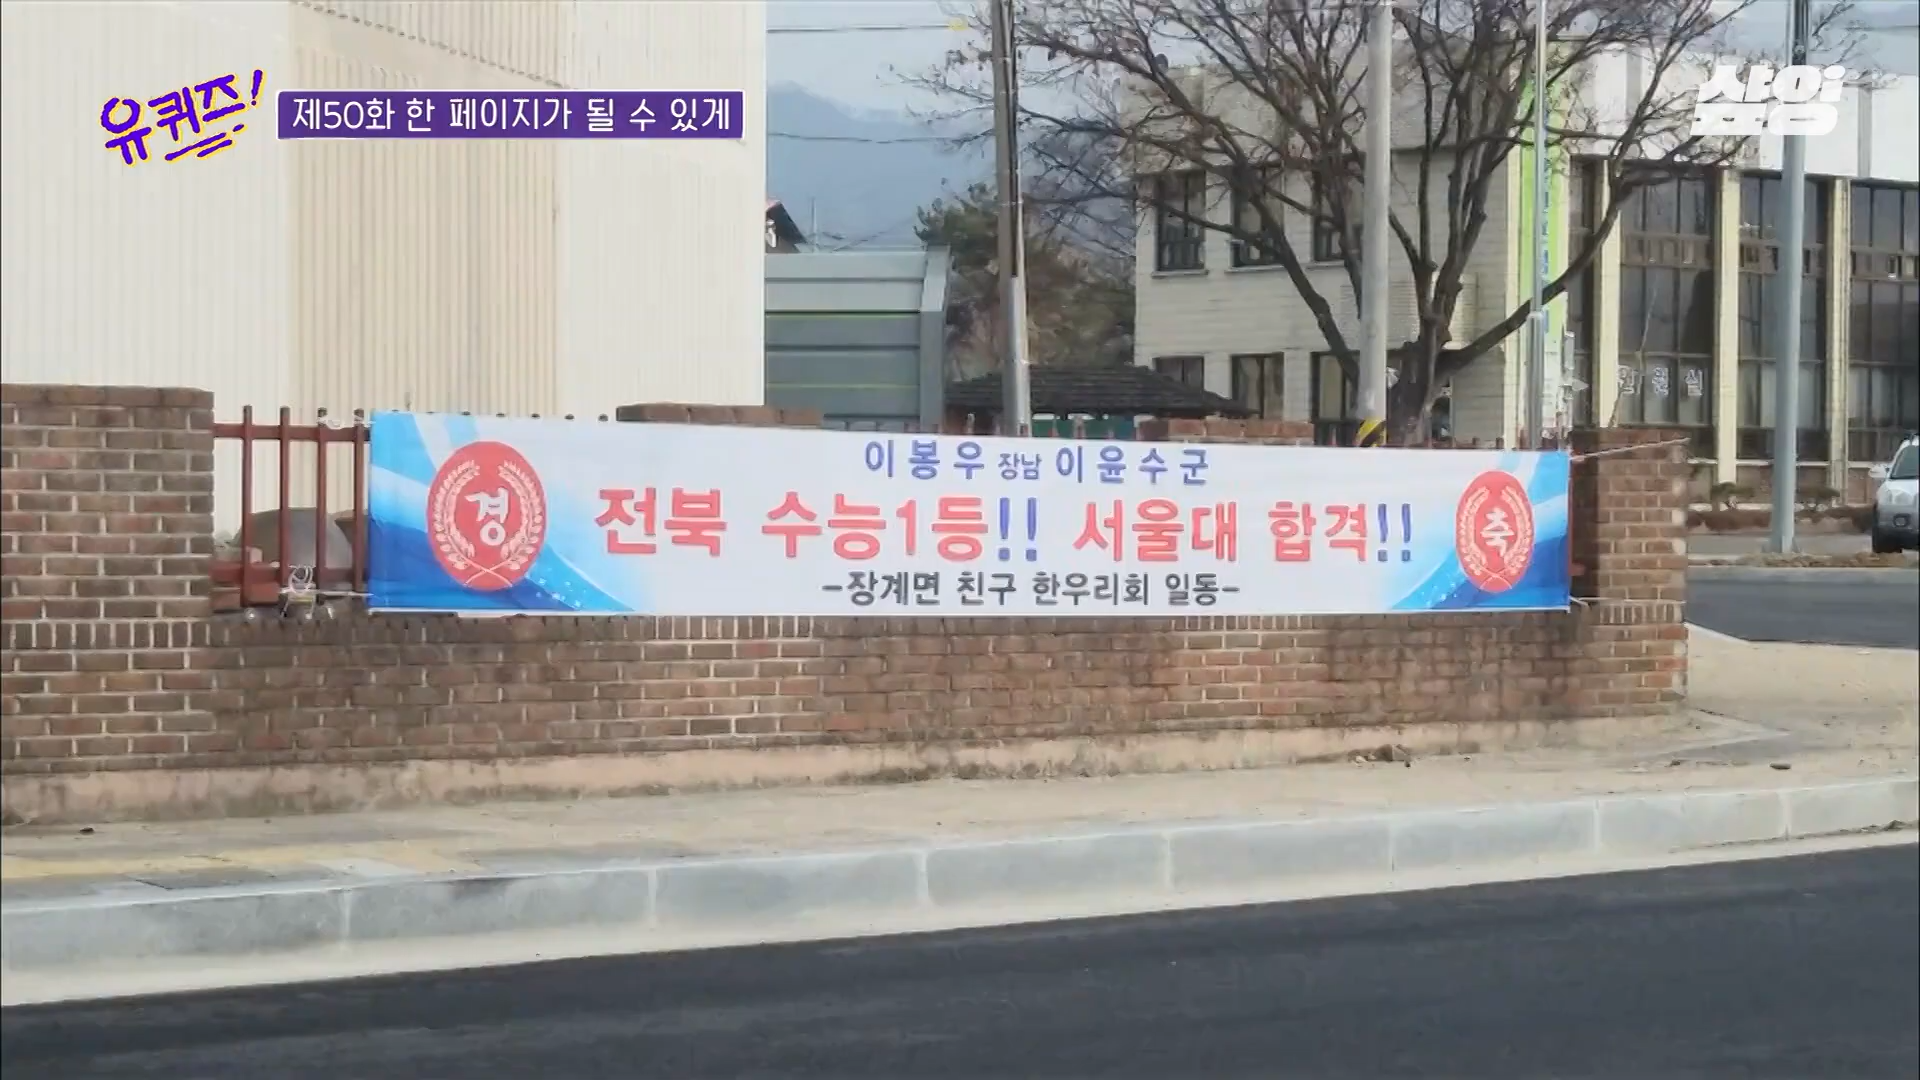 유퀴즈!
제50화 한 페이지가 될 수 있게
샾잉
이봉우 장남 이윤수군
경
전북 수능1등!! 서울대 합격!!
축
-장계면 친구 한우리회 일동-